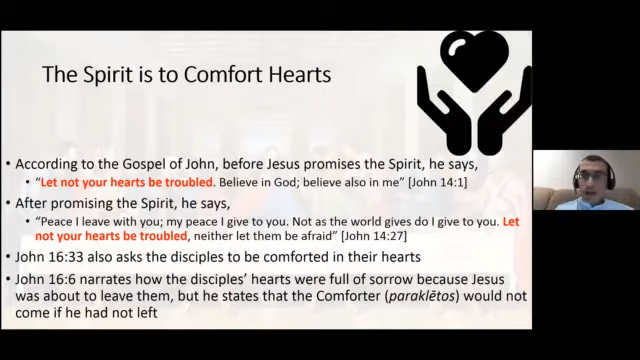 The Spirit is to Comfort Hearts
• According to the Gospel of John, before Jesus promises the Spirit, he says,
• “Let not your hearts be troubled. Believe in God; believe also in me” [John 14:1]
• After promising the Spirit, he says,
• “Peace I leave with you; my peace I give to you. Not as the world gives do I give to you. Let
not your hearts be troubled, neither let them be afraid” [John 14:27]
• John 16:33 also asks the disciples to be comforted in their hearts
• John 16:6 narrates how the disciples’ hearts were full of sorrow because Jesus
was about to leave them, but he states that the Comforter (paraklētos) would not
come if he had not left